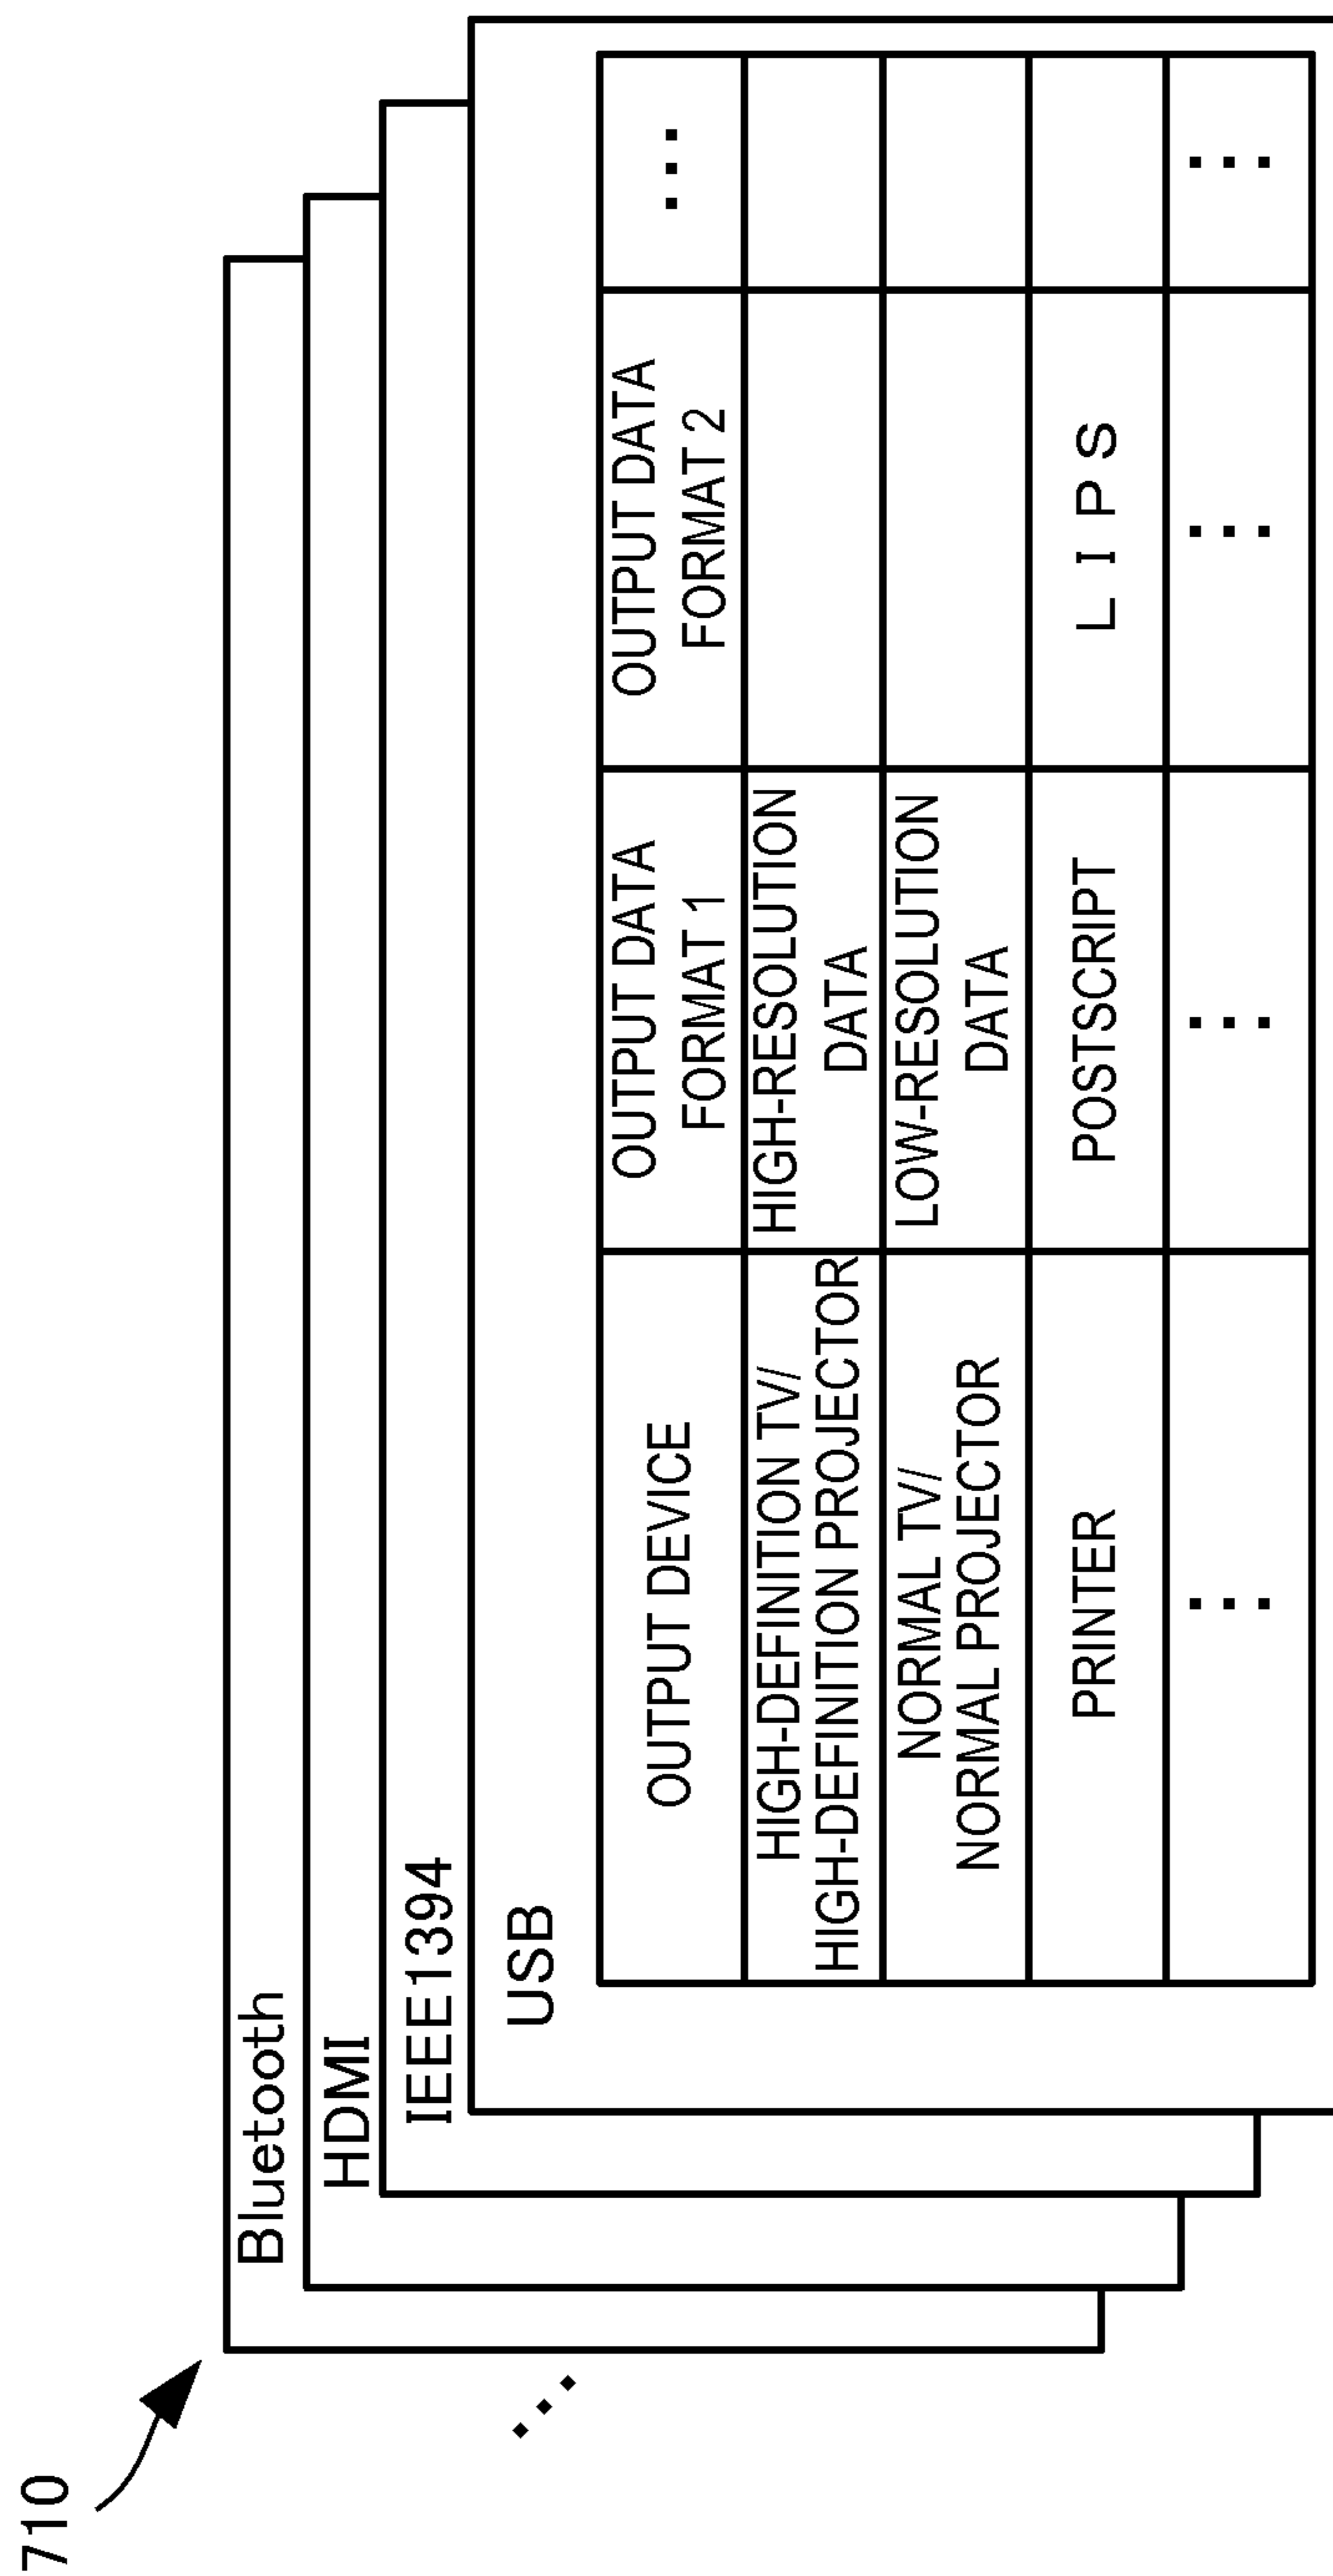 710
Bluetooth
HDMI
IEEE1394
USB
OUTPUT DEVICE
OUTPUT DATA
FORMAT 1
OUTPUT DATA
FORMAT 2
...
HIGH-DEFINITION TV/
HIGH-DEFINITION PROJECTOR
HIGH-RESOLUTION
DATA
NORMAL TV/
NORMAL PROJECTOR
LOW-RESOLUTION
DATA
PRINTER
POSTSCRIPT
LIPS